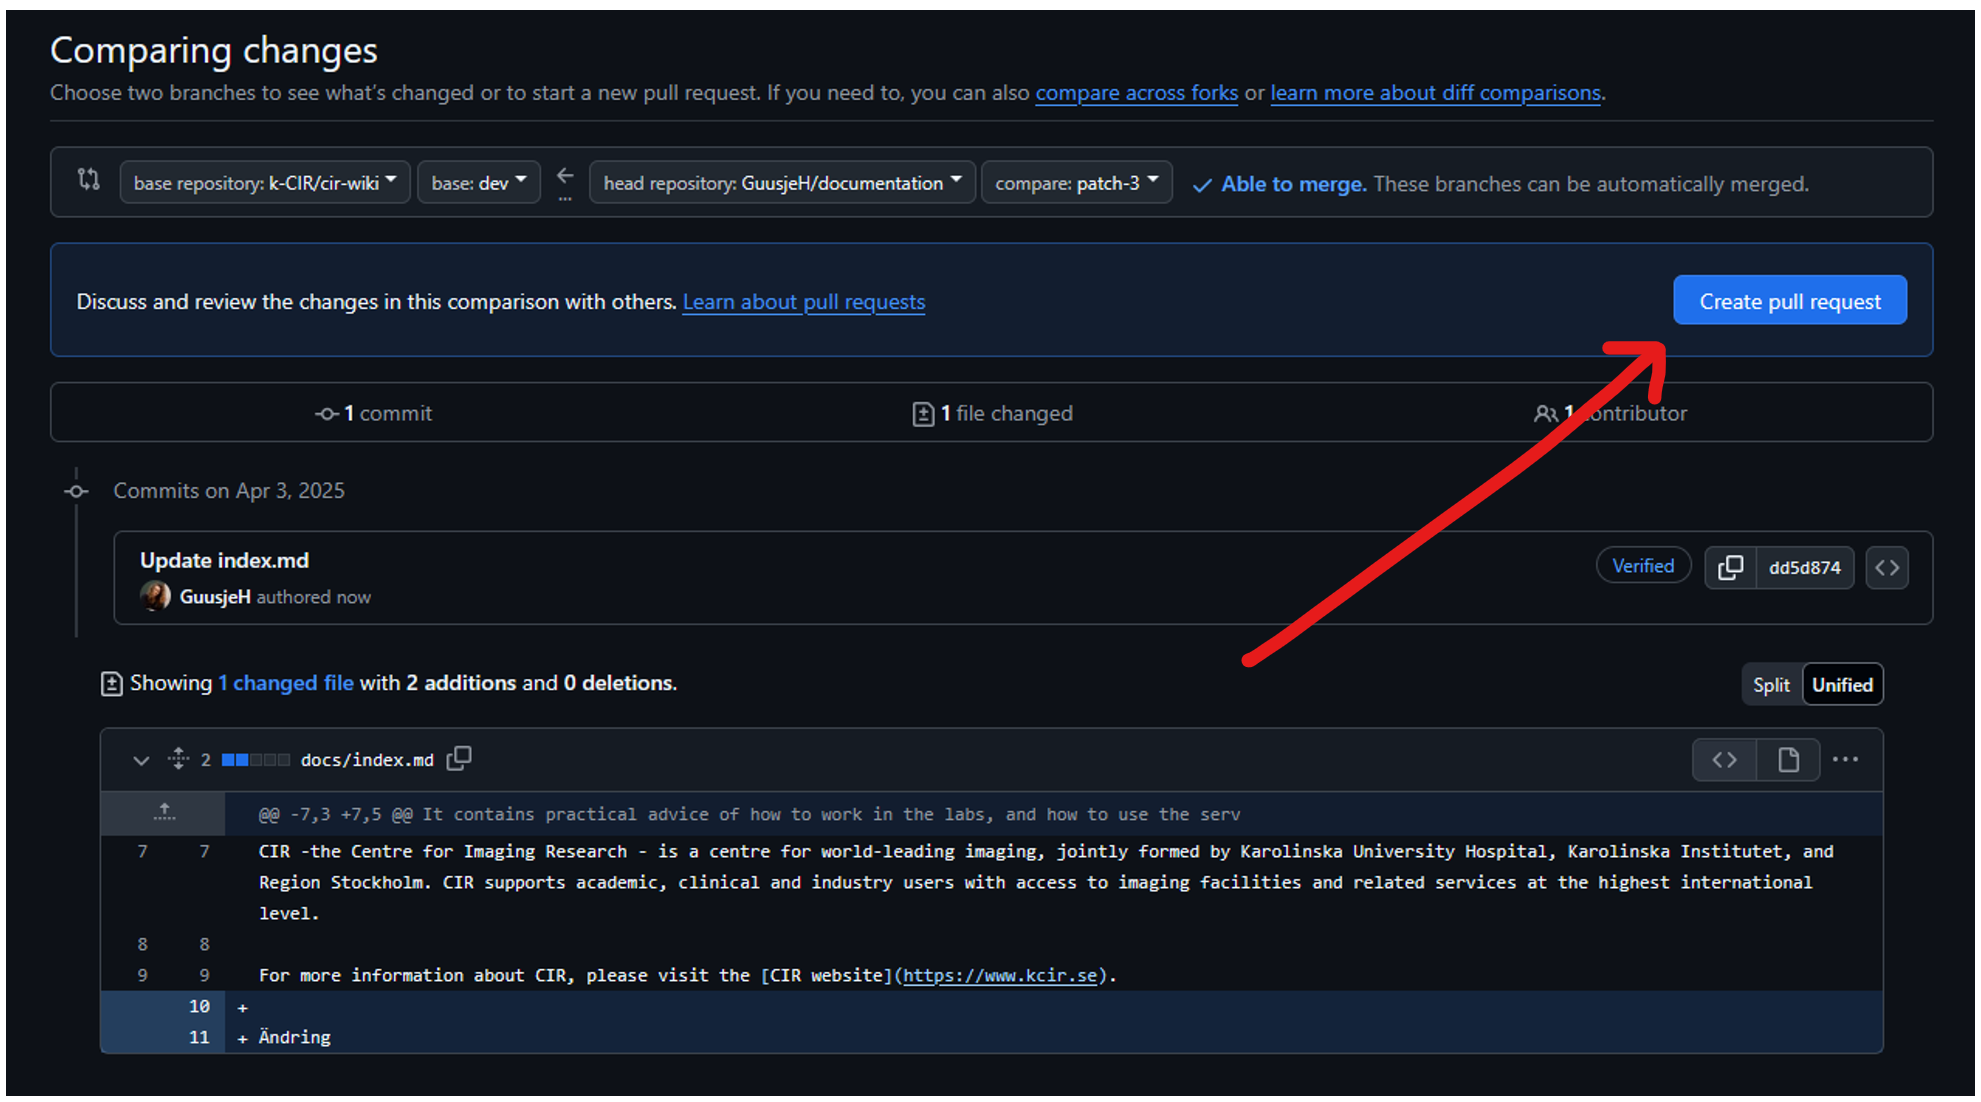 Comparing changes
Choose two branches to see what's changed or to start a new pull request. If you need to, you can also compare across forks or learn more about diff comparisons.
base repository: k-CIR/cir-wiki base: dev ... head repository: GuusjeH/documentation compare: patch-3 Able to merge. These branches can be automatically merged.
Discuss and review the changes in this comparison with others. Learn about pull requests Create pull request
1 commit 1 file changed 1 contributor
Commits on Apr 3, 2025
Update index.md
GuusjeH authored now
Verified dd5d874 <>
Showing 1 changed file with 2 additions and 0 deletions.
Split Unified
2 docs/index.md <> ...
@@ -7,3 +7,5 @@ It contains practical advice of how to work in the labs, and how to use the serv
7 7 CIR -the Centre for Imaging Research - is a centre for world-leading imaging, jointly formed by Karolinska University Hospital, Karolinska Institutet, and
Region Stockholm. CIR supports academic, clinical and industry users with access to imaging facilities and related services at the highest international
level.
8 8
9 9 For more information about CIR, please visit the [CIR website](https://www.kcir.se).
10 +
11 + Ändring